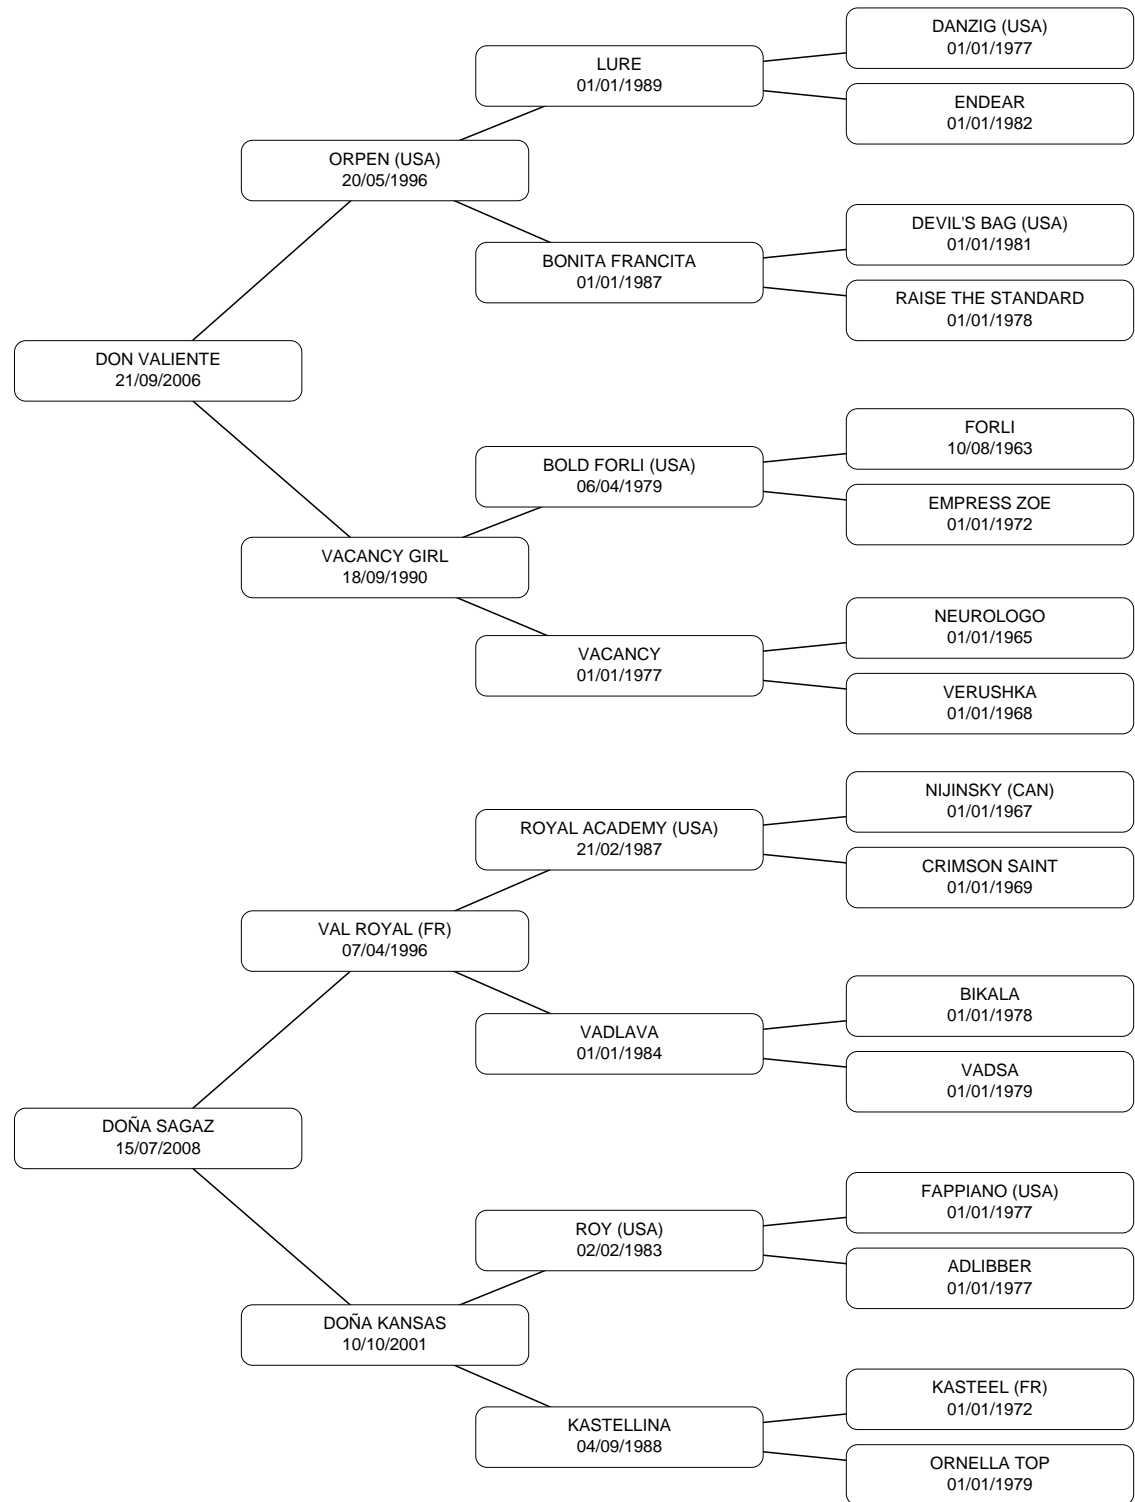 DANZIG (USA)
01/01/1977
LURE
01/01/1989
ENDEAR
01/01/1982
ORPEN (USA)
20/05/1996
DEVIL'S BAG (USA)
01/01/1981
BONITA FRANCITA
01/01/1987
RAISE THE STANDARD
01/01/1978
DON VALIENTE
21/09/2006
FORLI
10/08/1963
BOLD FORLI (USA)
06/04/1979
EMPRESS ZOE
01/01/1972
VACANCY GIRL
18/09/1990
NEUROLOGO
01/01/1965
VACANCY
01/01/1977
VERUSHKA
01/01/1968
NIJINSKY (CAN)
01/01/1967
ROYAL ACADEMY (USA)
21/02/1987
CRIMSON SAINT
01/01/1969
VAL ROYAL (FR)
07/04/1996
BIKALA
01/01/1978
VADLAVA
01/01/1984
VADSA
01/01/1979
DOÑA SAGAZ
15/07/2008
FAPPIANO (USA)
01/01/1977
ROY (USA)
02/02/1983
ADLIBBER
01/01/1977
DOÑA KANSAS
10/10/2001
KASTEEL (FR)
01/01/1972
KASTELLINA
04/09/1988
ORNELLA TOP
01/01/1979